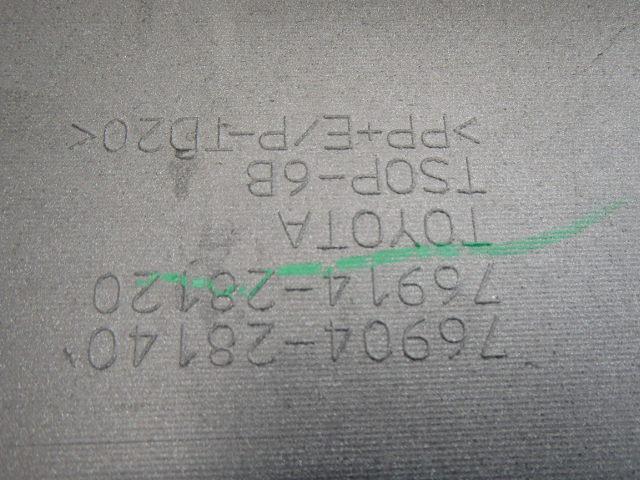 76904-28140
76914-28120
TOYOTA
TSOP-6B
>PP+E/P-TD20<